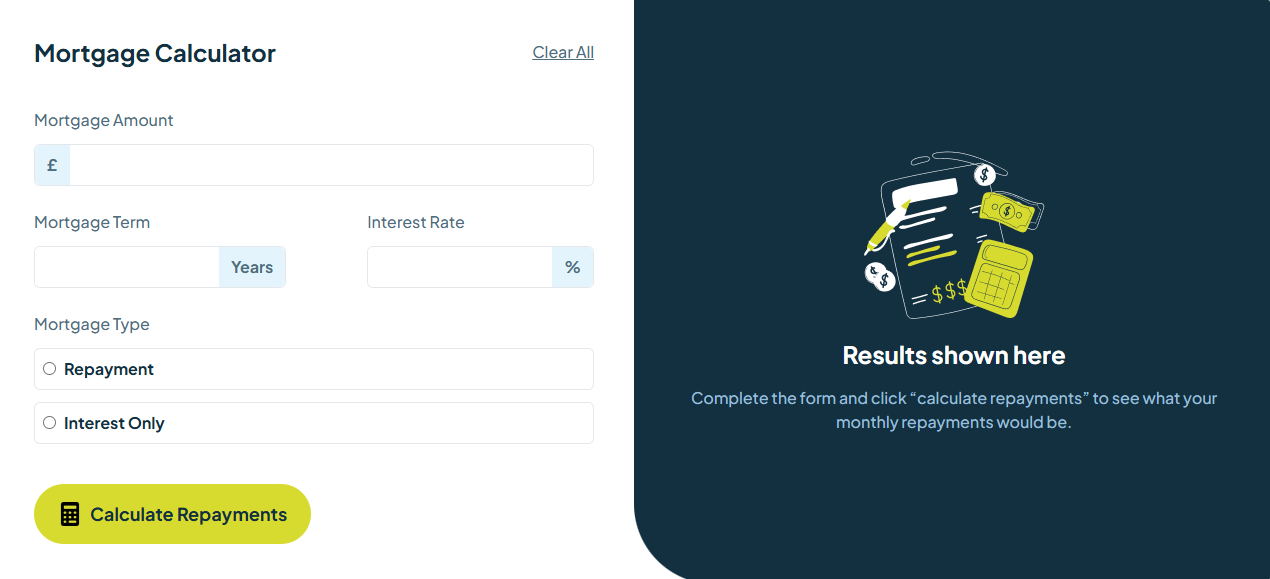 Mortgage Calculator
Clear All
Mortgage Amount
£
Mortgage Term
Interest Rate
Years
%
Mortgage Type
Repayment
Interest Only
Calculate Repayments
$
$
$
$
$$$
Results shown here
Complete the form and click “calculate repayments” to see what your
monthly repayments would be.